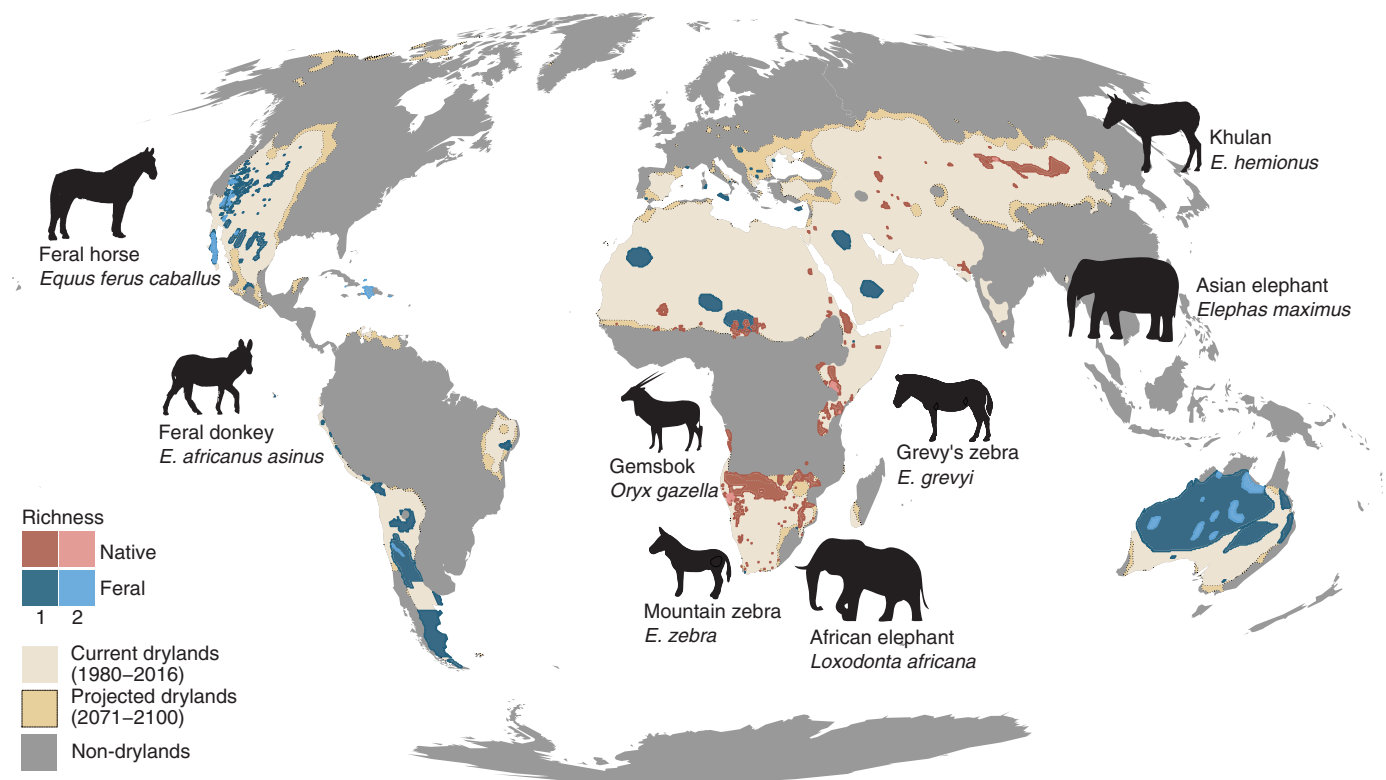 Khulan
E. hemionus
Feral horse
Equus ferus caballus
Asian elephant
Elephas maximus
Feral donkey
E. africanus asinus
Grevy's zebra
E. grevyi
Gemsbok
Oryx gazella
Mountain zebra
E. zebra
African elephant
Loxodonta africana
Richness
Native
Feral
1 2
Current drylands
(1980–2016)
Projected drylands
(2071–2100)
Non-drylands